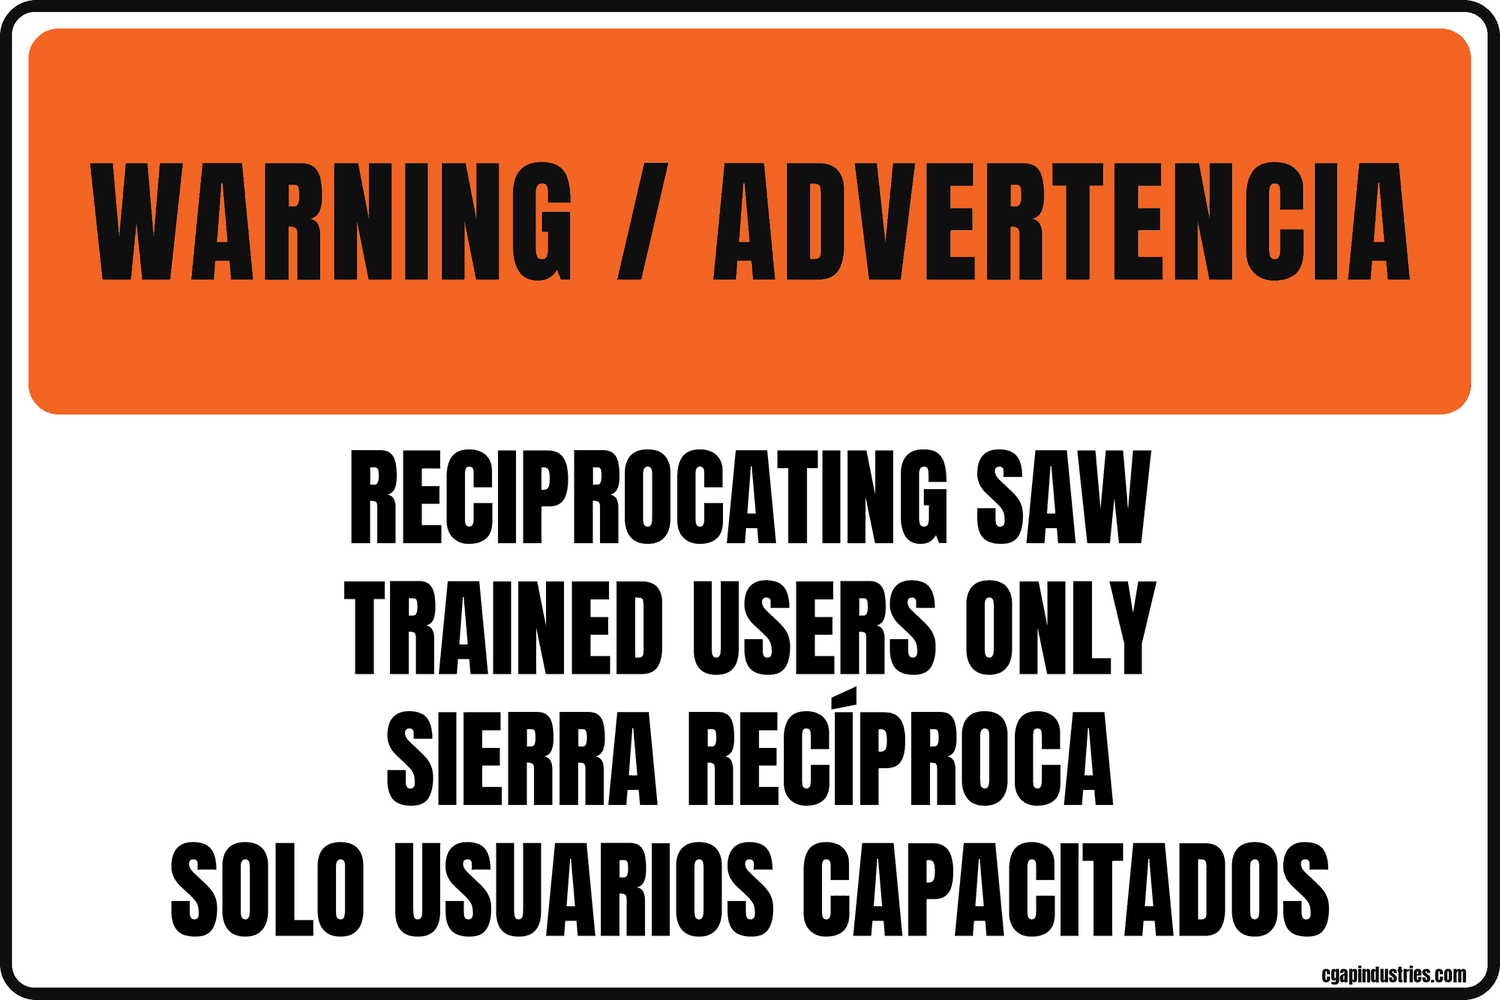 WARNING / ADVERTENCIA
RECIPROCATING SAW
TRAINED USERS ONLY
SIERRA RECÍPROCA
SOLO USUARIOS CAPACITADOS
cgapindustries.com